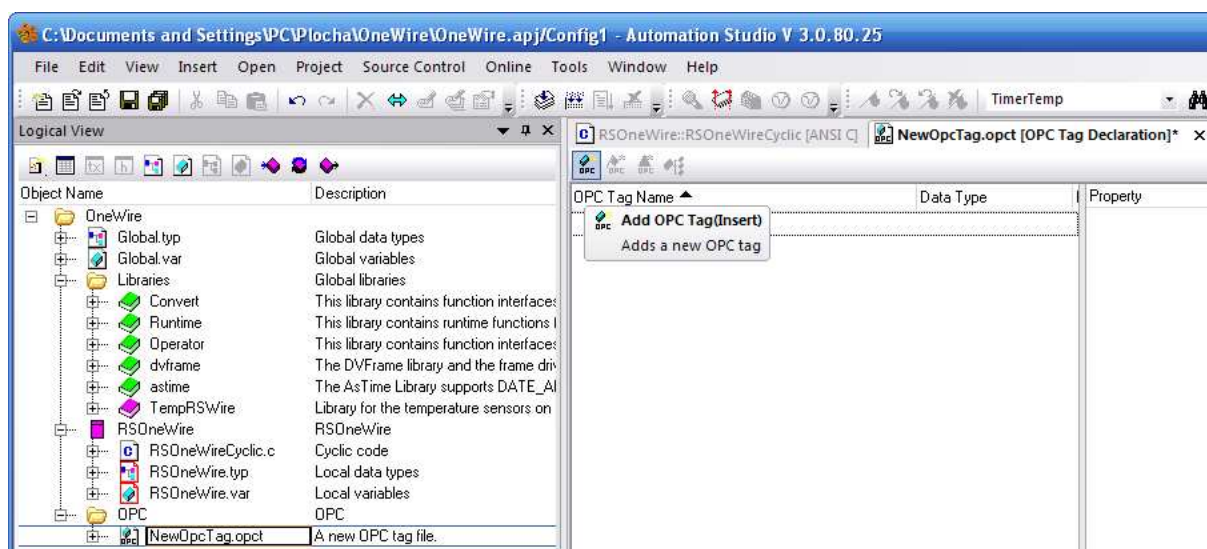 C:\Documents and Settings\PC\Plocha\OneWire\OneWire.apj/Config1 - Automation Studio V 3.0.80.25
File Edit View Insert Open Project Source Control Online Tools Window Help
TimerTemp
Logical View
RSOneWire::RSOneWireCyclic [ANSI C] NewOpcTag.opct [OPC Tag Declaration]*
Object Name Description
OPC Tag Name Data Type Property
Add OPC Tag(Insert)
Adds a new OPC tag
OneWire
Global.typ Global data types
Global.var Global variables
Libraries Global libraries
Convert This library contains function interfaces
Runtime This library contains runtime functions
Operator This library contains function interfaces
dvframe The DVFrame library and the frame driv
astime The AsTime Library supports DATE_A
TempRSWire Library for the temperature sensors on
RSOneWire RSOneWire
RSOneWireCyclic.c Cyclic code
RSOneWire.typ Local data types
RSOneWire.var Local variables
OPC OPC
NewOpcTag.opct A new OPC tag file.